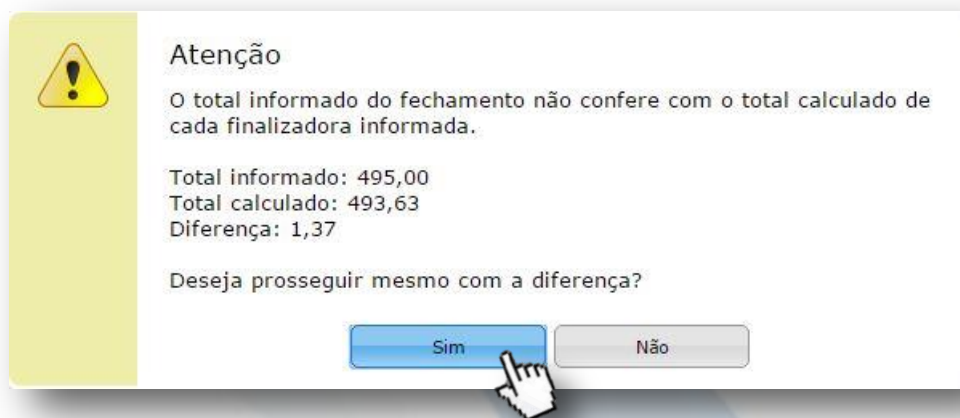 Atenção
O total informado do fechamento não confere com o total calculado de
cada finalizadora informada.
Total informado: 495,00
Total calculado: 493,63
Diferença: 1,37
Deseja prosseguir mesmo com a diferença?
Sim
Não